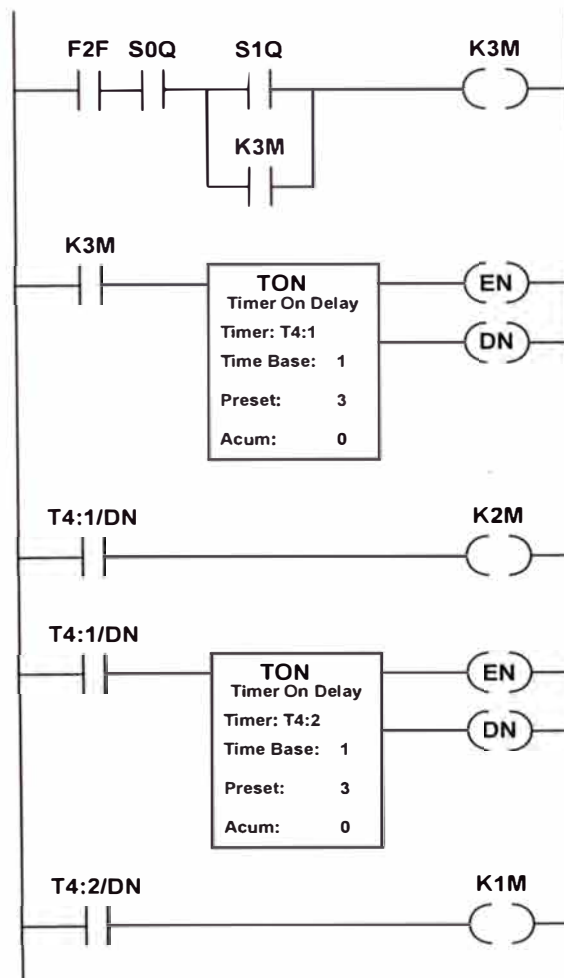 F2F S0Q S1Q K3M
K3M
K3M
TON
Timer On Delay
Timer: T4:1
Time Base: 1
Preset: 3
Acum: 0
EN
DN
T4:1/DN K2M
T4:1/DN
TON
Timer On Delay
Timer: T4:2
Time Base: 1
Preset: 3
Acum: 0
EN
DN
T4:2/DN K1M